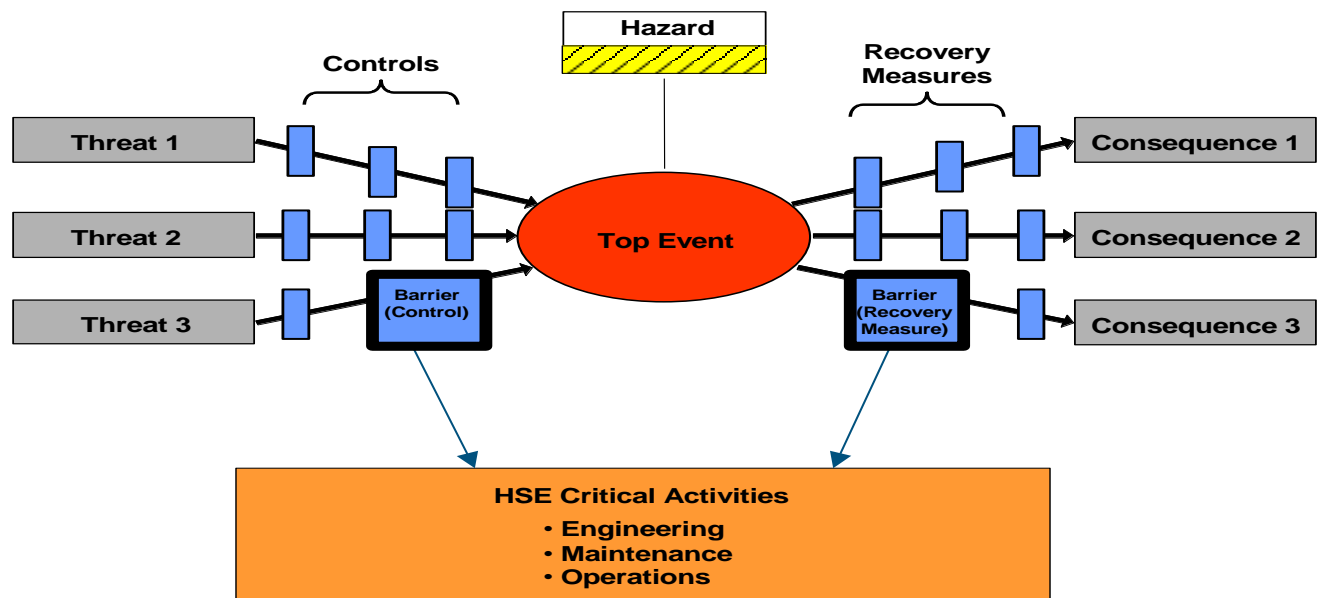 Hazard
Controls
Recovery
Measures
Threat 1
Consequence 1
Threat 2
Top Event
Consequence 2
Threat 3
Barrier
(Control)
Barrier
(Recovery
Measure)
Consequence 3
HSE Critical Activities
• Engineering
• Maintenance
• Operations